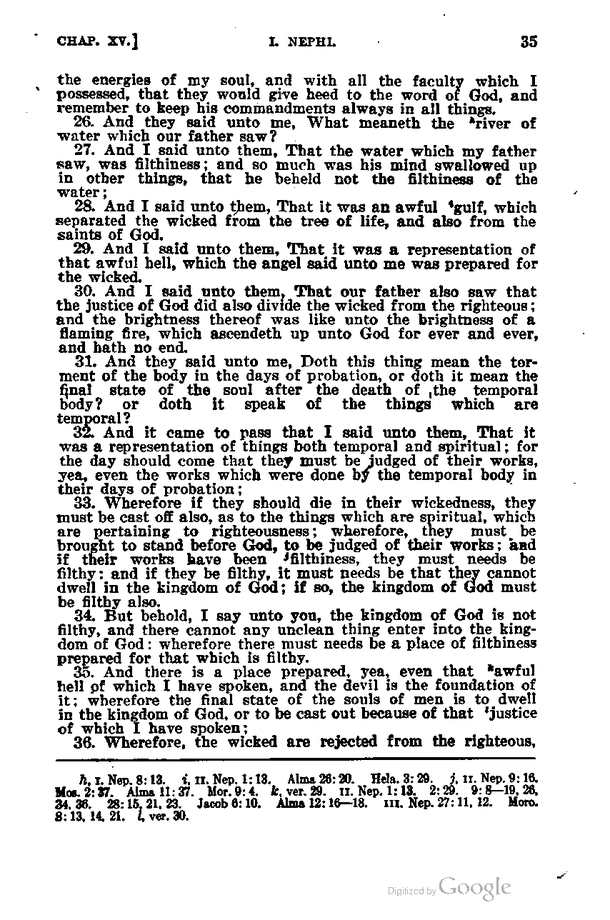 CHAP. XV.] I. NEPHI. 35
the energies of my soul, and with all the faculty which I
possessed, that they would give heed to the word of God, and
remember to keep his commandments always in all things.
26. And they said unto me, What meaneth the hriver of
water which our father saw?
27. And I said unto them, That the water which my father
saw, was filthiness; and so much was his mind swallowed up
in other things, that he beheld not the filthiness of the
water;
28. And I said unto them, That it was an awful igulf, which
separated the wicked from the tree of life, and also from the
saints of God.
29. And I said unto them, That it was a representation of
that awful hell, which the angel said unto me was prepared for
the wicked.
30. And I said unto them, That our father also saw that
the justice of God did also divide the wicked from the righteous;
and the brightness thereof was like unto the brightness of a
flaming fire, which ascendeth up unto God for ever and ever,
and hath no end.
31. And they said unto me, Doth this thing mean the tor-
ment of the body in the days of probation, or doth it mean the
final state of the soul after the death of the temporal
body? or doth it speak of the things which are
temporal?
32. And it came to pass that I said unto them, That it
was a representation of things both temporal and spiritual; for
the day should come that they must be judged of their works,
yea, even the works which were done by the temporal body in
their days of probation;
33. Wherefore if they should die in their wickedness, they
must be cast off also, as to the things which are spiritual, which
are pertaining to righteousness; wherefore, they must be
brought to stand before God, to be judged of their works; and
if their works have been jfilthiness, they must needs be
filthy: and if they be filthy, it must needs be that they cannot
dwell in the kingdom of God; if so, the kingdom of God must
be filthy also.
34. But behold, I say unto you, the kingdom of God is not
filthy, and there cannot any unclean thing enter into the king-
dom of God: wherefore there must needs be a place of filthiness
prepared for that which is filthy.
35. And there is a place prepared, yea, even that kawful
hell of which I have spoken, and the devil is the foundation of
it; wherefore the final state of the souls of men is to dwell
in the kingdom of God, or to be cast out because of that ljustice
of which I have spoken;
36. Wherefore, the wicked are rejected from the righteous,
h, I. Nep. 8: 13. i, II. Nep. 1: 13. Alma 26: 20. Hela. 3: 29. j, II. Nep. 9: 16.
Mos. 2: 37. Alma 11: 37. Mor. 9: 4. k, ver. 29. II. Nep. 1: 13. 2: 29. 9: 8—19, 26,
34, 36. 28: 15, 21, 23. Jacob 6: 10. Alma 12: 16—18. III. Nep. 27: 11, 12. Moro.
8: 13, 14, 21. l, ver. 30.
Digitized by Google